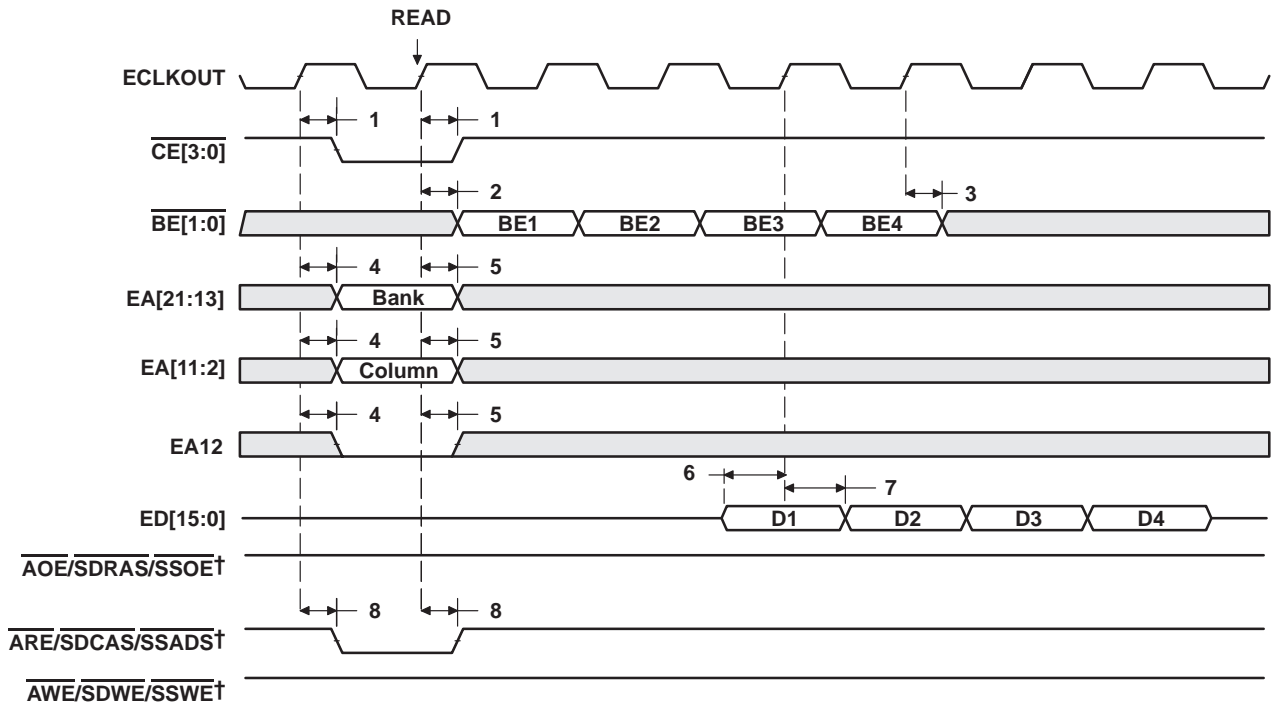 READ
ECLKOUT
1 1
CE[3:0]
2 3
BE[1:0] BE1 BE2 BE3 BE4
4 5
EA[21:13] Bank
4 5
EA[11:2] Column
4 5
EA12
6 7
ED[15:0] D1 D2 D3 D4
AOE/SDRAS/SSOE†
8 8
ARE/SDCAS/SSADS†
AWE/SDWE/SSWE†